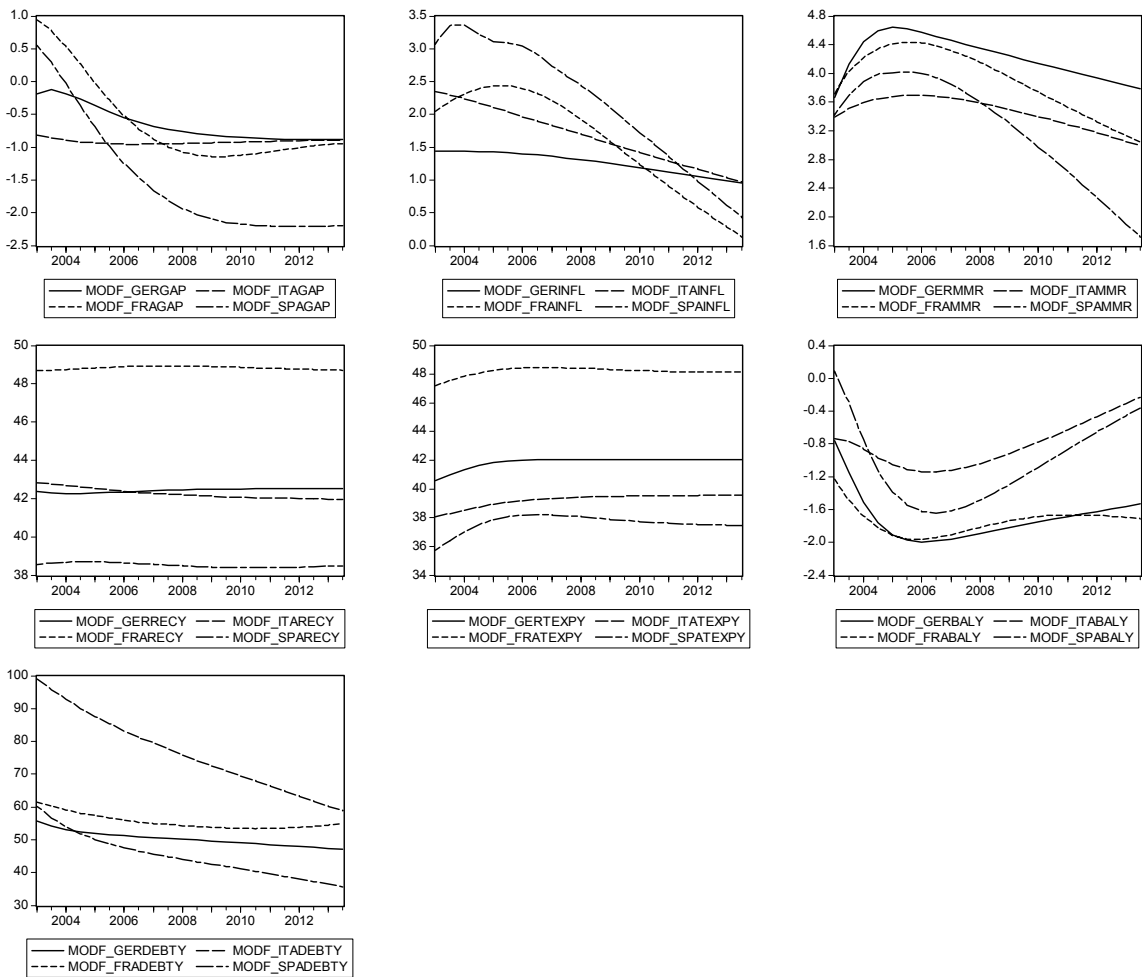 1.0
0.5
0.0
-0.5
-1.0
-1.5
-2.0
-2.5
2004 2006 2008 2010 2012
MODF_GERGAP MODF_ITAGAP
MODF_FRAGAP MODF_SPAGAP
3.5
3.0
2.5
2.0
1.5
1.0
0.5
0.0
2004 2006 2008 2010 2012
MODF_GERINFL MODF_ITAINFL
MODF_FRAINFL MODF_SPAINFL
4.8
4.4
4.0
3.6
3.2
2.8
2.4
2.0
1.6
2004 2006 2008 2010 2012
MODF_GERMMR MODF_ITAMMR
MODF_FRAMMR MODF_SPAMMR
50
48
46
44
42
40
38
2004 2006 2008 2010 2012
MODF_GERRECY MODF_ITARECY
MODF_FRARECY MODF_SPARECY
50
48
46
44
42
40
38
36
34
2004 2006 2008 2010 2012
MODF_GERTEXPY MODF_ITATEXPY
MODF_FRATEXPY MODF_SPATEXPY
0.4
0.0
-0.4
-0.8
-1.2
-1.6
-2.0
-2.4
2004 2006 2008 2010 2012
MODF_GERBALY MODF_ITABALY
MODF_FRABALY MODF_SPABALY
100
90
80
70
60
50
40
30
2004 2006 2008 2010 2012
MODF_GERDEBTY MODF_ITADEBTY
MODF_FRADEBTY MODF_SPADEBTY